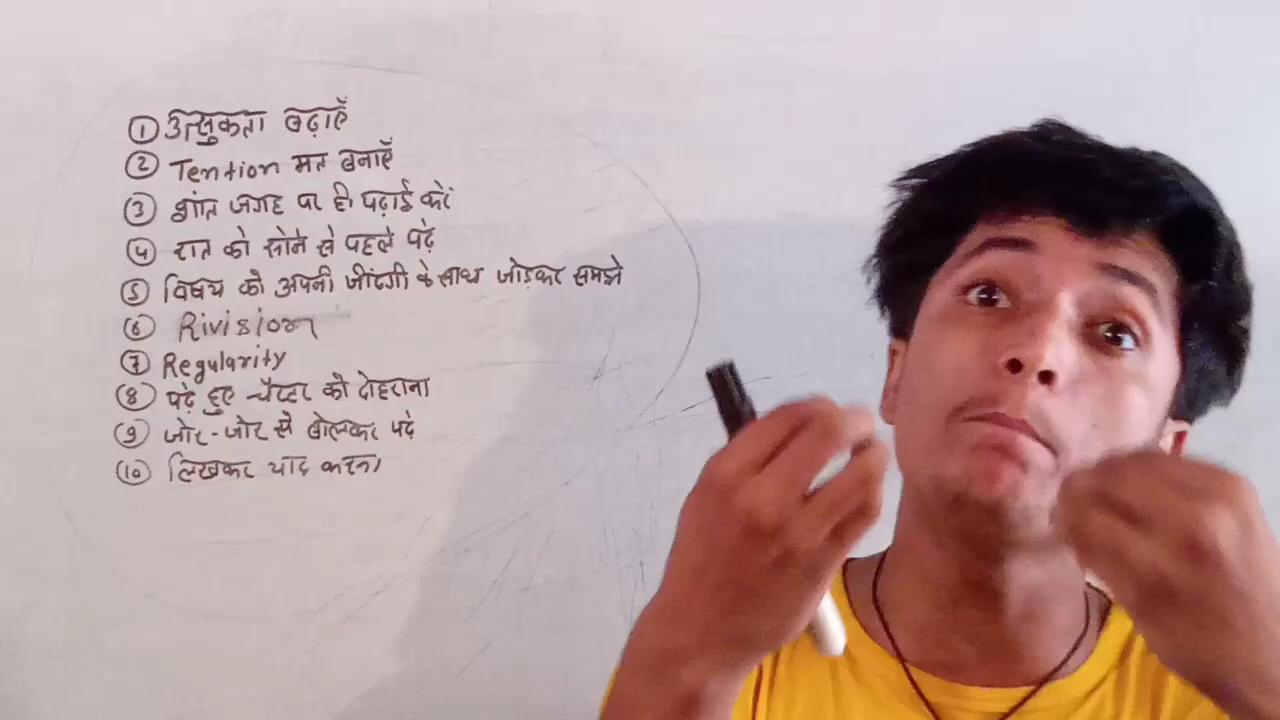 ① उत्सुकता बढ़ाएँ
② Tention मत बनाएँ
③ शांत जगह पर ही पढ़ाई करें
④ रात को सोने से पहले पढ़े
⑤ विषय को अपनी जींदगी के साथ जोड़कर समझे
⑥ Rivision
⑦ Regularity
⑧ पढ़े हुए चैप्टर को दोहराना
⑨ जोर-जोर से बोलकर पढे
⑩ लिखकर याद करना